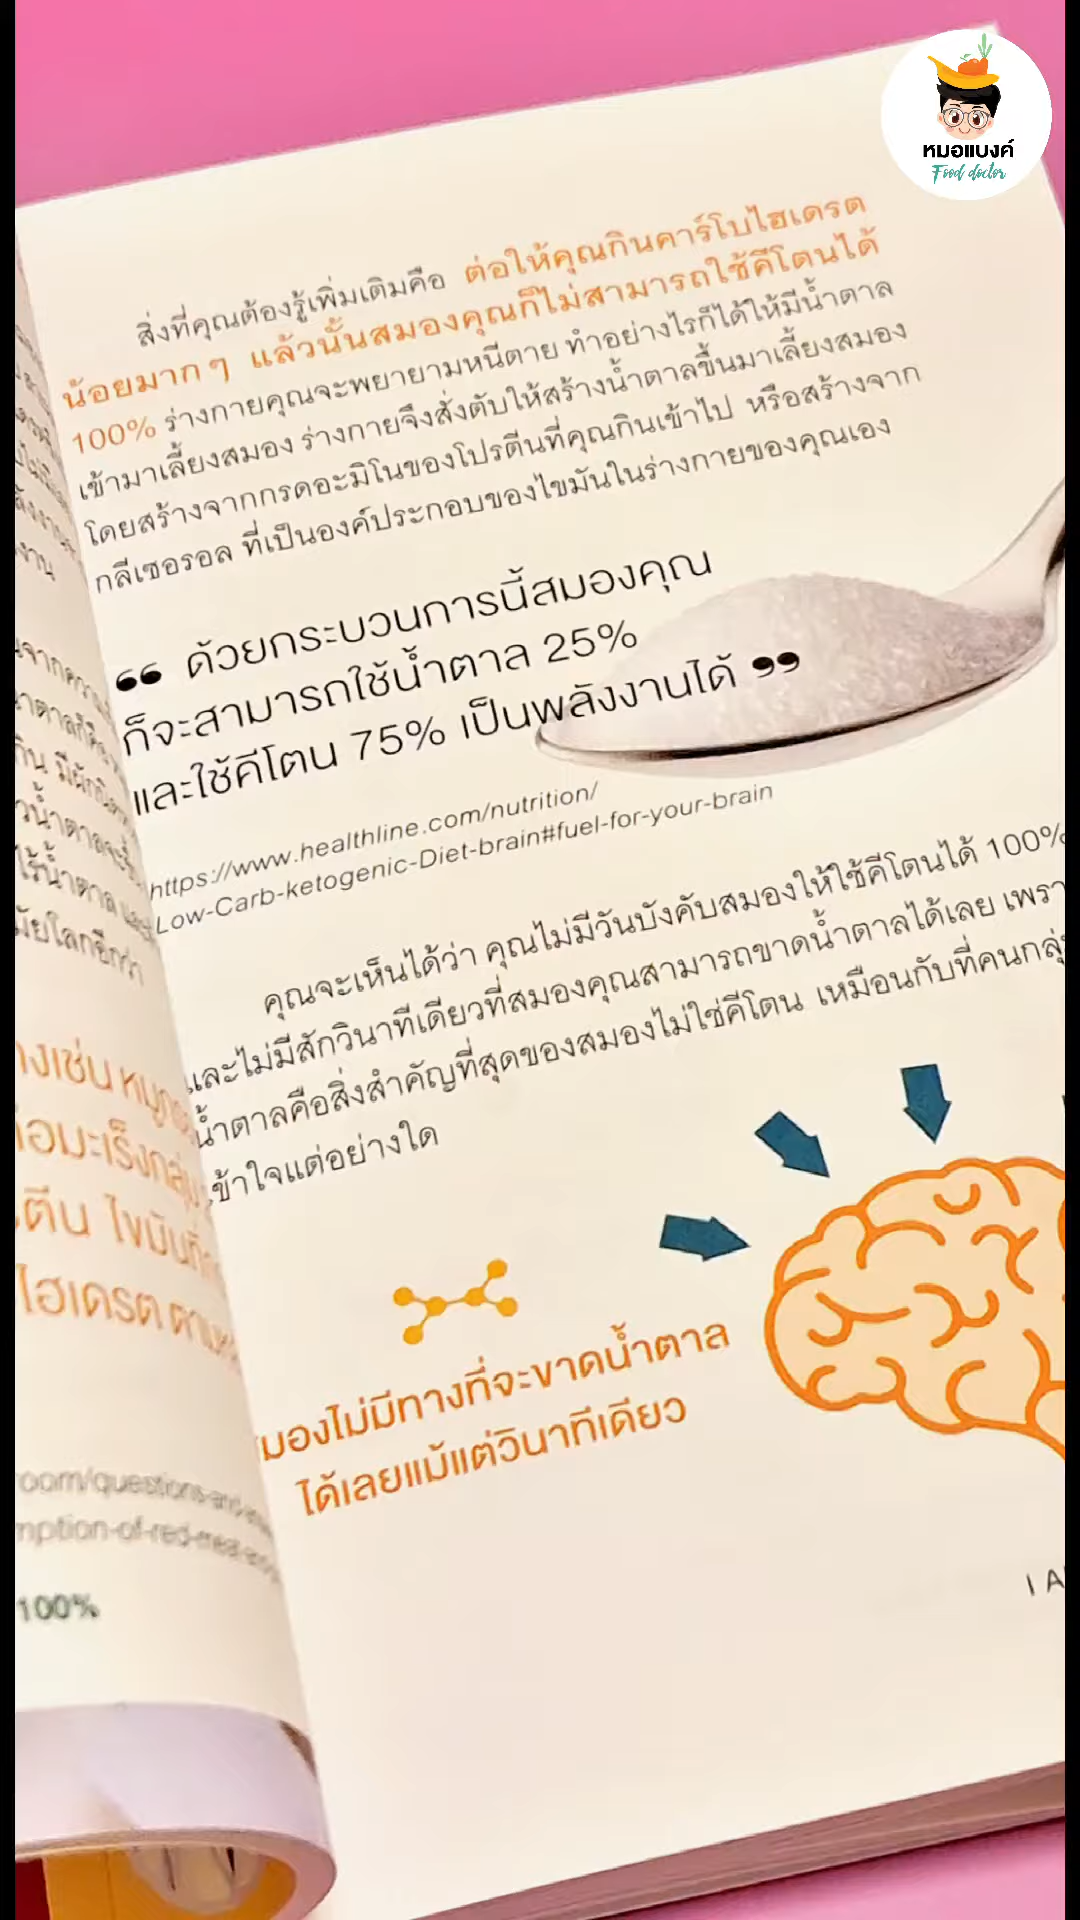 หมอแบงค์
Food doctor
สิ่งที่คุณต้องรู้เพิ่มเติมคือ ต่อให้คุณกินคาร์โบไฮเดรต
น้อยมากๆ แล้วนั้นสมองคุณก็ไม่สามารถใช้คีโตนได้
100% ร่างกายคุณจะพยายามหนีตาย ทำอย่างไรก็ได้ให้มีน้ำตาล
เข้ามาเลี้ยงสมอง ร่างกายจึงสั่งตับให้สร้างน้ำตาลขึ้นมาเลี้ยงสมอง
โดยสร้างจากกรดอะมิโนของโปรตีนที่คุณกินเข้าไป หรือสร้างจาก
กลีเซอรอล ที่เป็นองค์ประกอบของไขมันในร่างกายของคุณเอง
“ ด้วยกระบวนการนี้สมองคุณ
ก็จะสามารถใช้น้ำตาล 25%
และใช้คีโตน 75% เป็นพลังงานได้ ”
https://www.healthline.com/nutrition/
Low-Carb-ketogenic-Diet-brain#fuel-for-your-brain
คุณจะเห็นได้ว่า คุณไม่มีวันบังคับสมองให้ใช้คีโตนได้ 100%
และไม่มีสักวินาทีเดียวที่สมองคุณสามารถขาดน้ำตาลได้เลย เพรา
น้ำตาลคือสิ่งสำคัญที่สุดของสมองไม่ใช่คีโตน เหมือนกับที่คนกลุ่
เข้าใจแต่อย่างใด
มองไม่มีทางที่จะขาดน้ำตาล
ได้เลยแม้แต่วินาทีเดียว
100%
I A